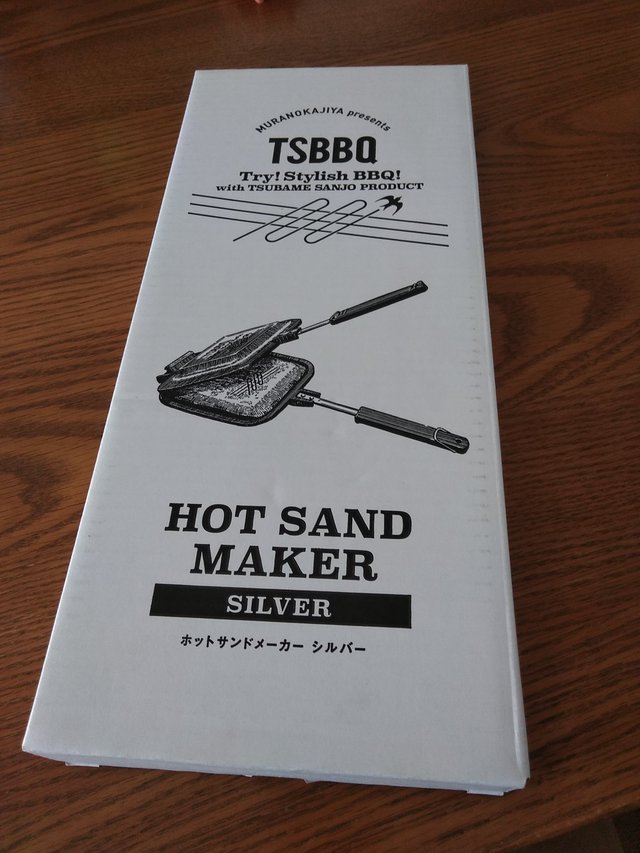 MURANOKAJIYA presents
TSBBQ
Try! Stylish BBQ!
with TSUBAME SANJO PRODUCT
HOT SAND
MAKER
SILVER
ホットサンドメーカー シルバー